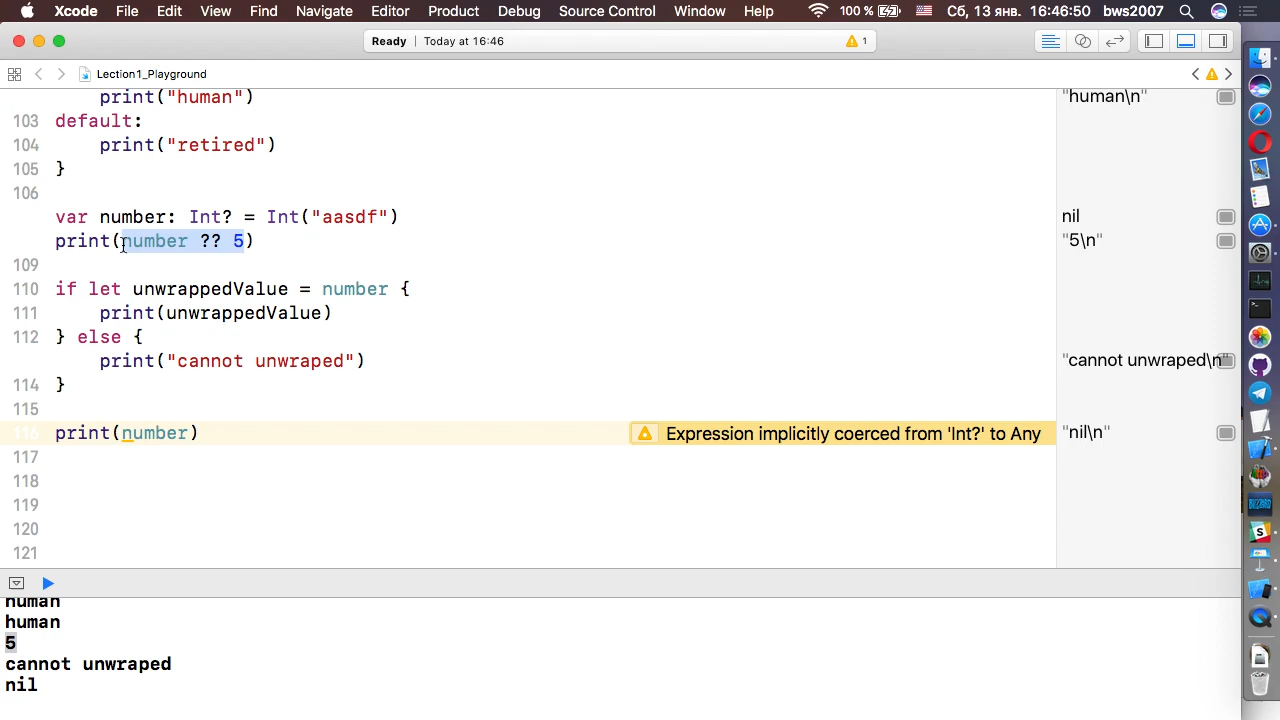 Xcode File Edit View Find Navigate Editor Product Debug Source Control Window Help 100 % Сб, 13 янв. 16:46:50 bws2007
Ready | Today at 16:46 1
Lection1_Playground
print("human") "human\n"
103 default:
104 print("retired")
105 }
106
var number: Int? = Int("aasdf") nil
print(number ?? 5) "5\n"
109
110 if let unwrappedValue = number {
111 print(unwrappedValue)
112 } else {
print("cannot unwraped") "cannot unwraped\n"
114 }
115
116 print(number) Expression implicitly coerced from 'Int?' to Any "nil\n"
117
118
119
120
121
human
human
5
cannot unwraped
nil